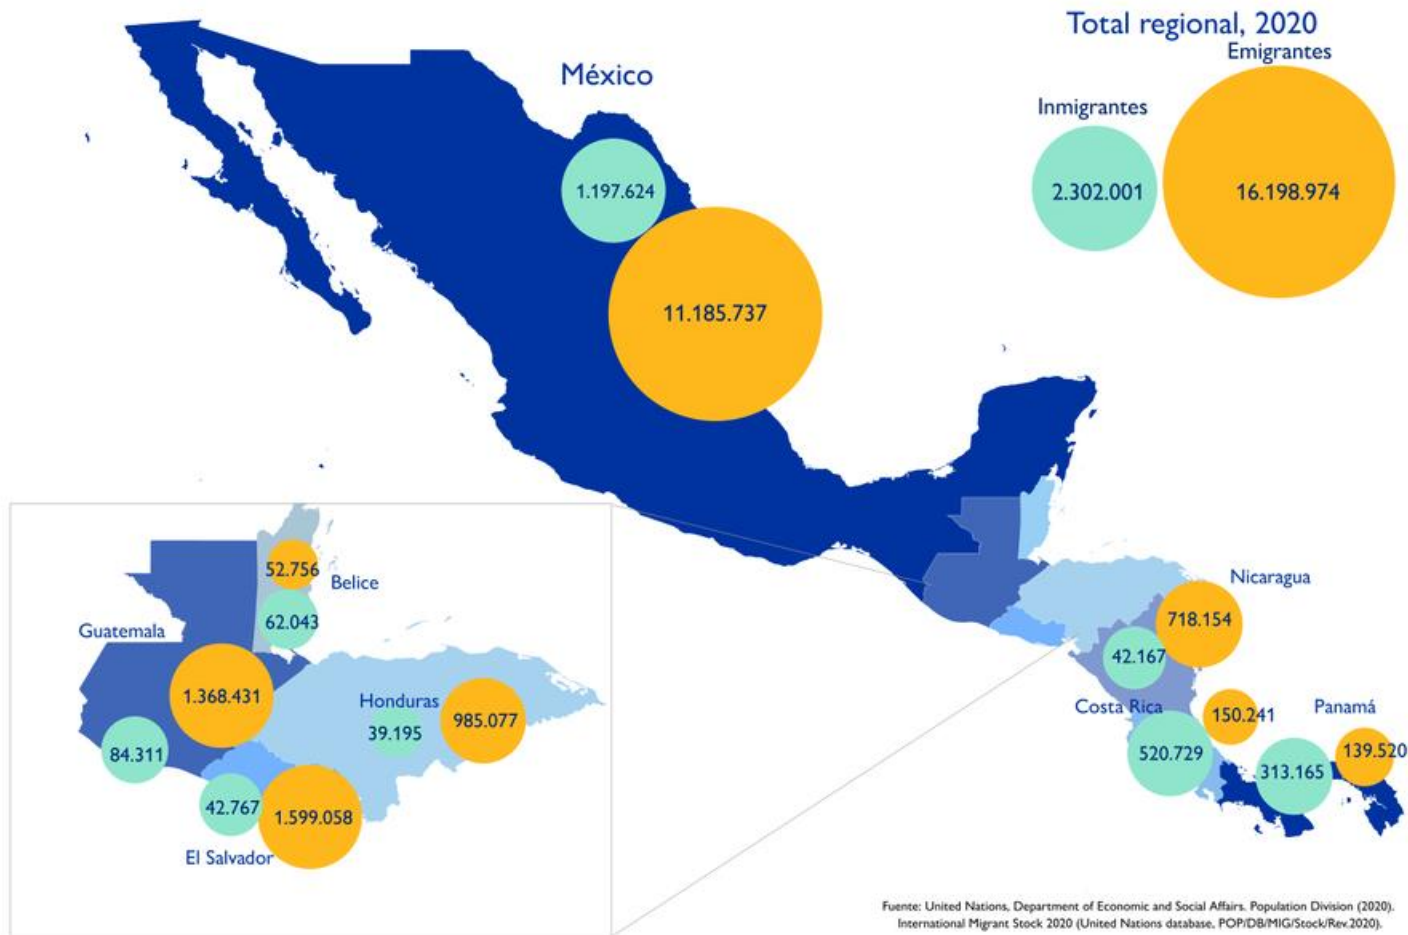 Total regional, 2020
Emigrantes
Inmigrantes
2.302.001
16.198.974
México
1.197.624
11.185.737
52.756
Belice
62.043
Guatemala
1.368.431
84.311
Honduras
39.195
985.077
42.767
1.599.058
El Salvador
Nicaragua
718.154
42.167
Costa Rica
150.241
520.729
Panamá
139.520
313.165
Fuente: United Nations, Department of Economic and Social Affairs. Population Division (2020).
International Migrant Stock 2020 (United Nations database, POP/DB/MIG/Stock/Rev.2020).